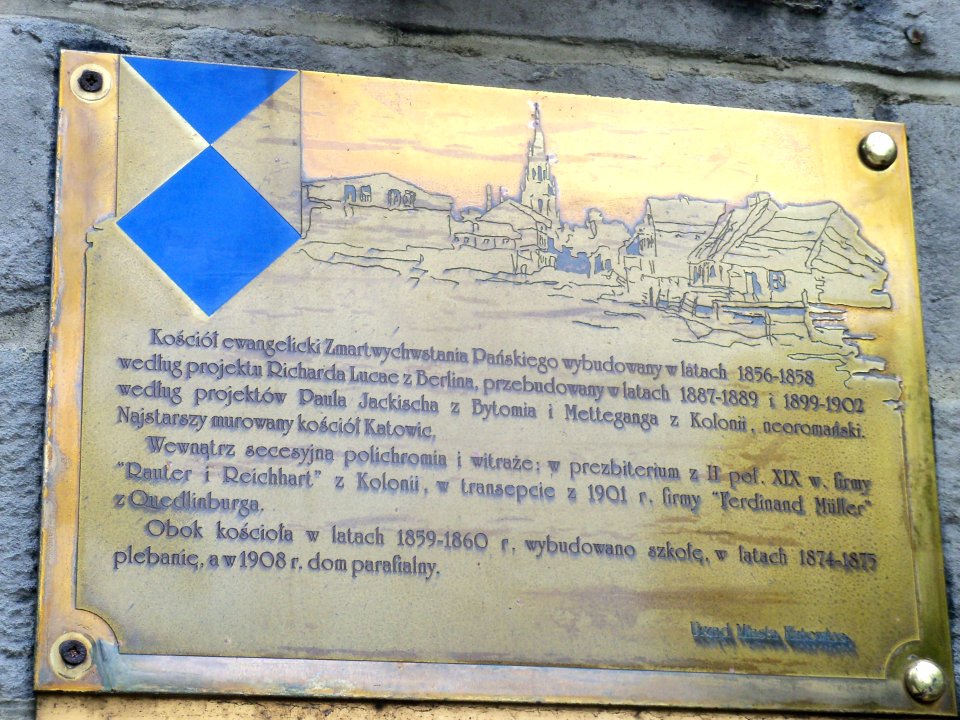 Kościół ewangelicki Zmartwychwstania Pańskiego wybudowany w latach 1856-1858
według projektu Richarda Lucae z Berlina, przebudowany w latach 1887-1889 i 1899-1902
według projektów Paula Jackischa z Bytomia i Metteganga z Kolonii, neoromański.
Najstarszy murowany kościół Katowic,
Wewnątrz secesyjna polichromia i witraże: w prezbiterium z II poł. XIX w. firmy
"Rauter i Reichhart" z Kolonii, w transepcie z 1901 r. firmy "Ferdinand Müller"
z Quedlinburga.
Obok kościoła w latach 1859-1860 r. wybudowano szkołę, w latach 1874-1875
plebanię, a w 1908 r. dom parafialny.
Urząd Miasta Katowice